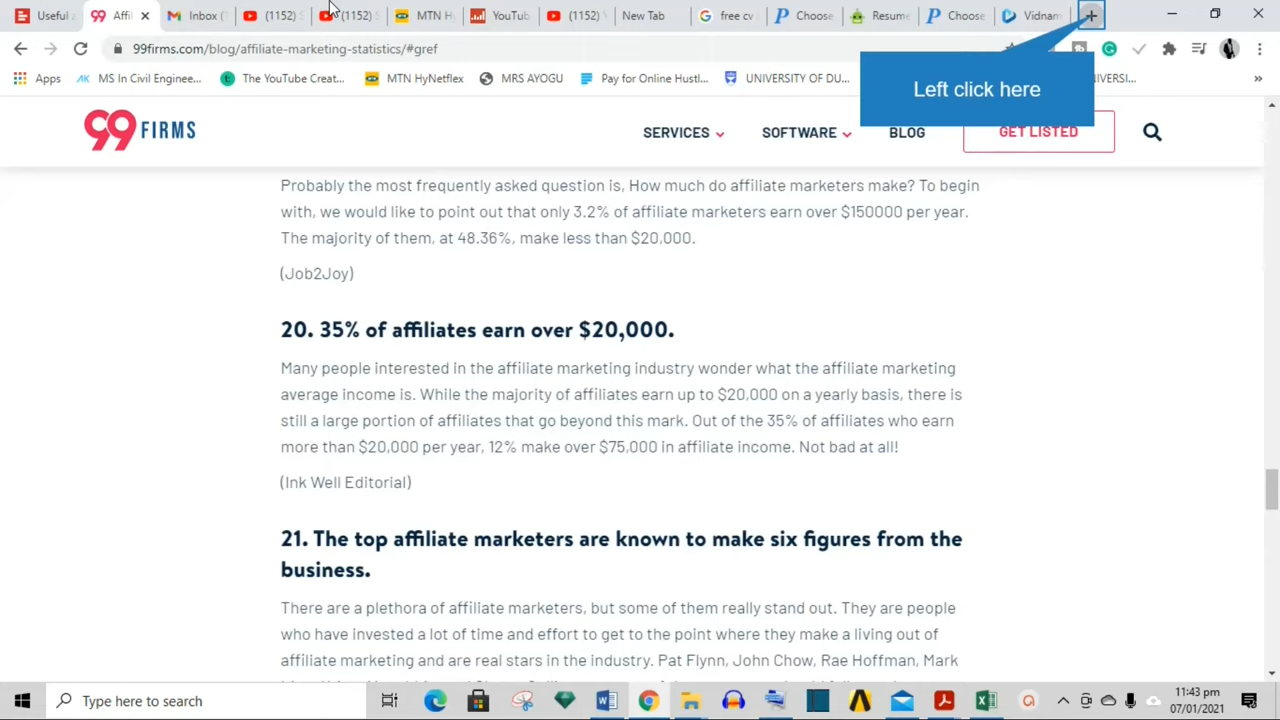 Useful
99 Affi
Inbox (
(1152) S
(1152) S
MTN H
YouTub
(1152) Y
New Tab
free cv
Choose
Resume
Choose
Vidnam
99firms.com/blog/affiliate-marketing-statistics/#gref
Left click here
Apps
AK MS In Civil Enginee...
The YouTube Creat...
MTN HyNetflex
MRS AYOGU
Pay for Online Hustl...
UNIVERSITY OF DU...
IVERSI...
99 FIRMS
SERVICES
SOFTWARE
BLOG
GET LISTED
Probably the most frequently asked question is, How much do affiliate marketers make? To begin
with, we would like to point out that only 3.2% of affiliate marketers earn over $150000 per year.
The majority of them, at 48.36%, make less than $20,000.
(Job2Joy)
20. 35% of affiliates earn over $20,000.
Many people interested in the affiliate marketing industry wonder what the affiliate marketing
average income is. While the majority of affiliates earn up to $20,000 on a yearly basis, there is
still a large portion of affiliates that go beyond this mark. Out of the 35% of affiliates who earn
more than $20,000 per year, 12% make over $75,000 in affiliate income. Not bad at all!
(Ink Well Editorial)
21. The top affiliate marketers are known to make six figures from the
business.
There are a plethora of affiliate marketers, but some of them really stand out. They are people
who have invested a lot of time and effort to get to the point where they make a living out of
affiliate marketing and are real stars in the industry. Pat Flynn, John Chow, Rae Hoffman, Mark
Type here to search
11:43 pm
07/01/2021